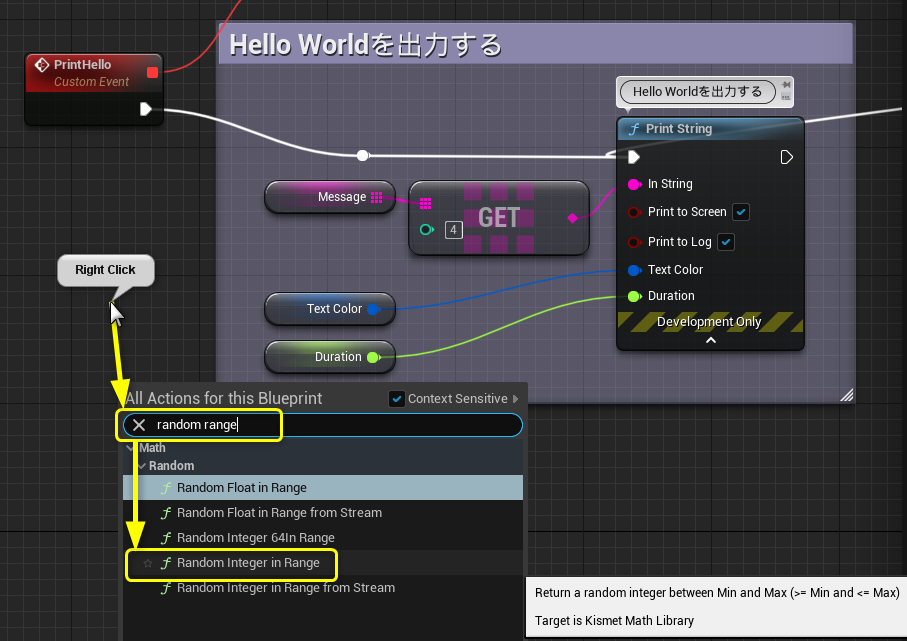 Hello Worldを出力する
PrintHello
Custom Event
Hello Worldを出力する
Print String
In String
Message
GET
4
Print to Screen
Print to Log
Text Color
Text Color
Duration
Duration
Development Only
Right Click
All Actions for this Blueprint
Context Sensitive
random range
Math
Random
Random Float in Range
Random Float in Range from Stream
Random Integer 64In Range
Random Integer in Range
Random Integer in Range from Stream
Return a random integer between Min and Max (>= Min and <= Max)
Target is Kismet Math Library